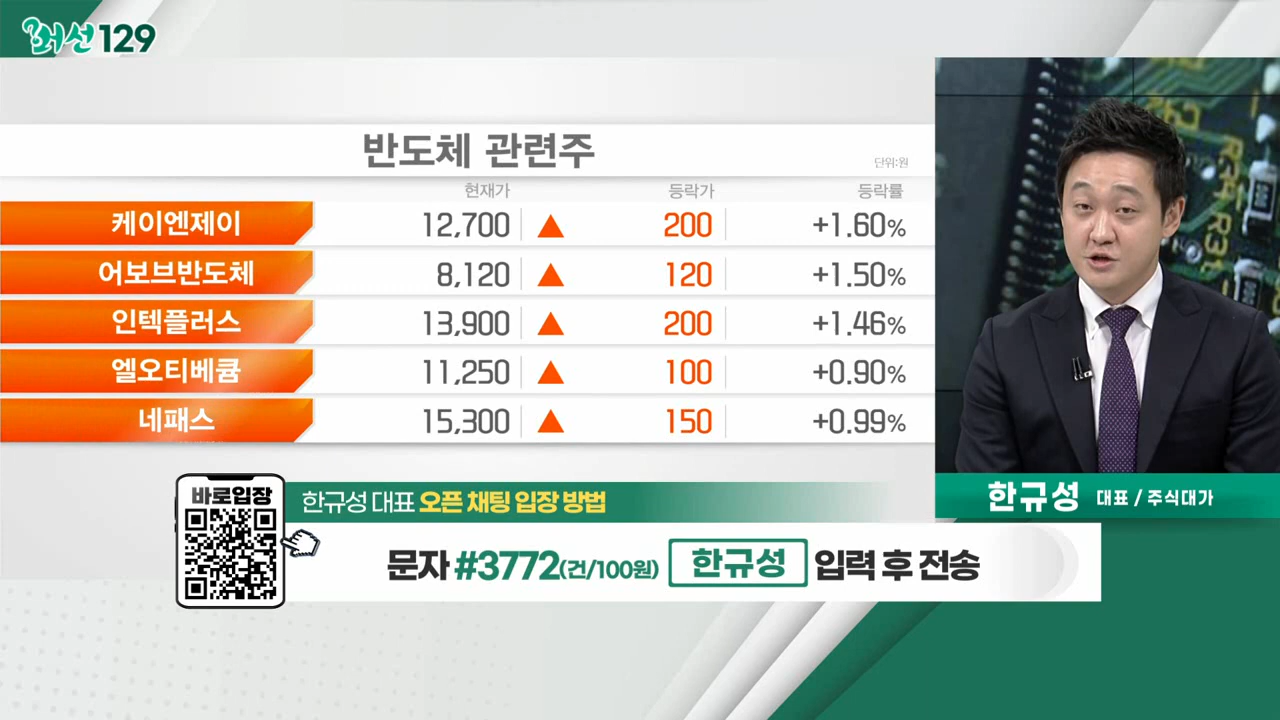 머선129
반도체 관련주
단위:원
현재가 등락가 등락률
케이엔제이 12,700 ▲ 200 +1.60%
어보브반도체 8,120 ▲ 120 +1.50%
인텍플러스 13,900 ▲ 200 +1.46%
엘오티베큠 11,250 ▲ 100 +0.90%
네패스 15,300 ▲ 150 +0.99%
한규성 대표 / 주식대가
바로입장
한규성 대표 오픈 채팅 입장 방법
문자 #3772(건/100원) 한규성 입력 후 전송